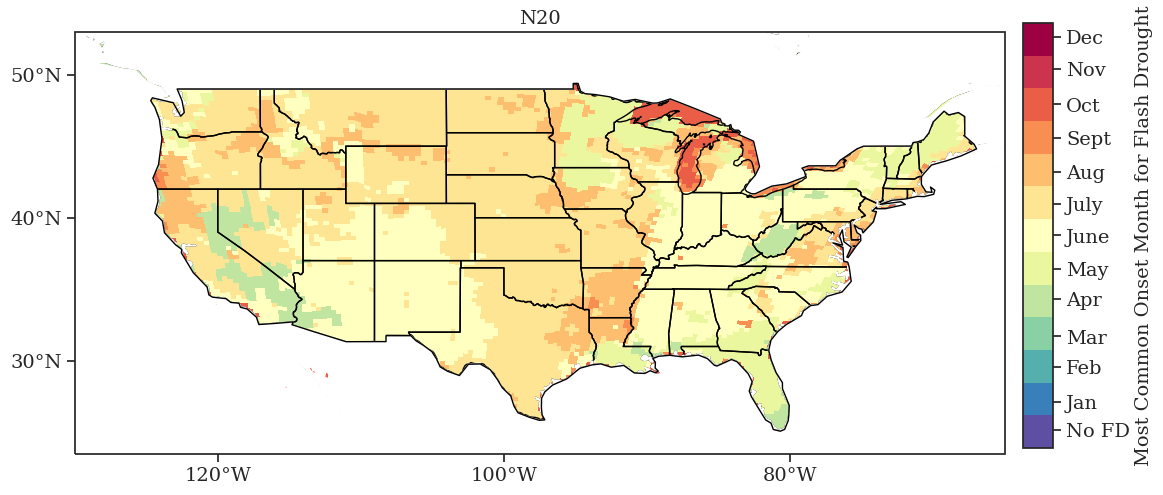 N20
50°N
40°N
30°N
120°W
100°W
80°W
Dec
Nov
Oct
Sept
Aug
July
June
May
Apr
Mar
Feb
Jan
No FD
Most Common Onset Month for Flash Drought